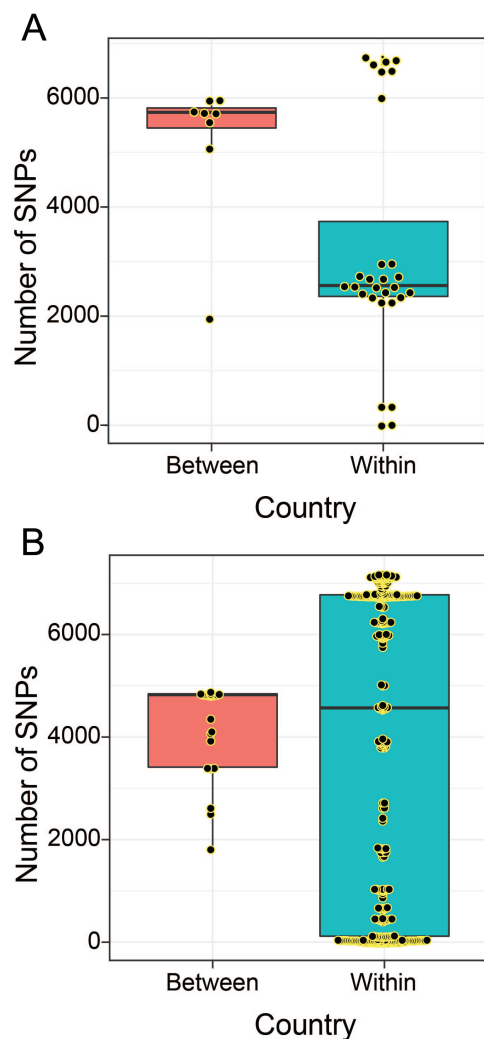 A
Number of SNPs
6000
4000
2000
0
Between Within
Country
B
Number of SNPs
6000
4000
2000
0
Between Within
Country